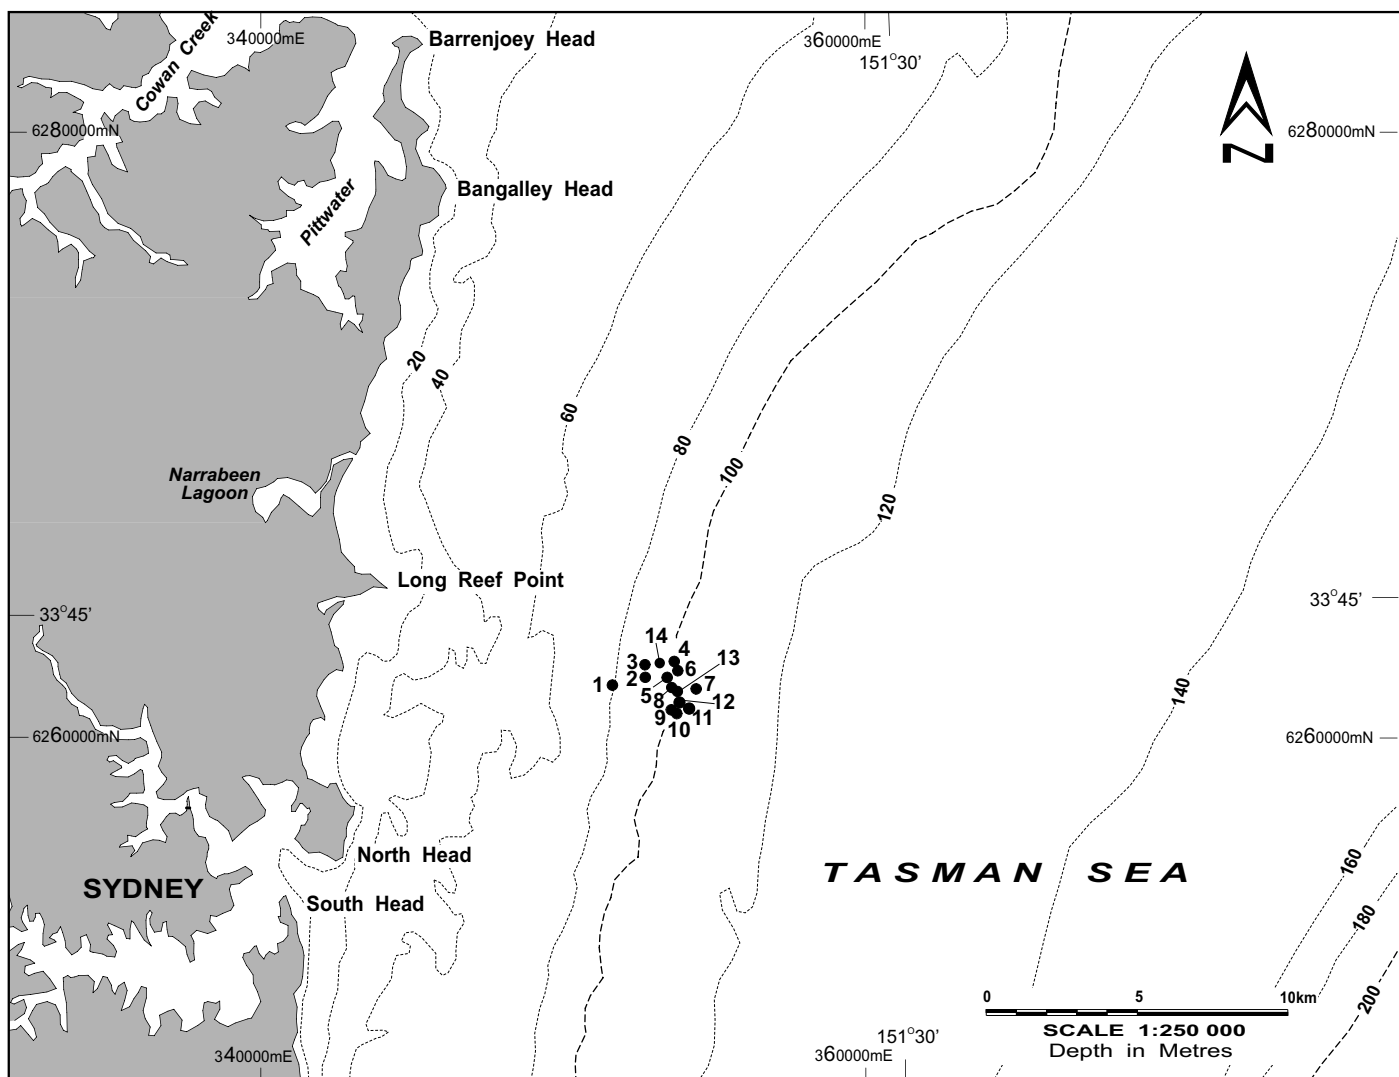 340000mE
Barrenjoey Head
360000mE
151°30'
Cowan Creek
6280000mN
6280000mN
N
Bangalley Head
Pittwater
20
40
60
80
100
120
Narrabeen
Lagoon
Long Reef Point
33°45'
33°45'
14
4
3
13
6
2
1
5
7
8
12
9
11
10
140
6260000mN
6260000mN
North Head
TASMAN SEA
160
SYDNEY
South Head
180
200
0 5 10km
SCALE 1:250 000
Depth in Metres
151°30'
340000mE
360000mE